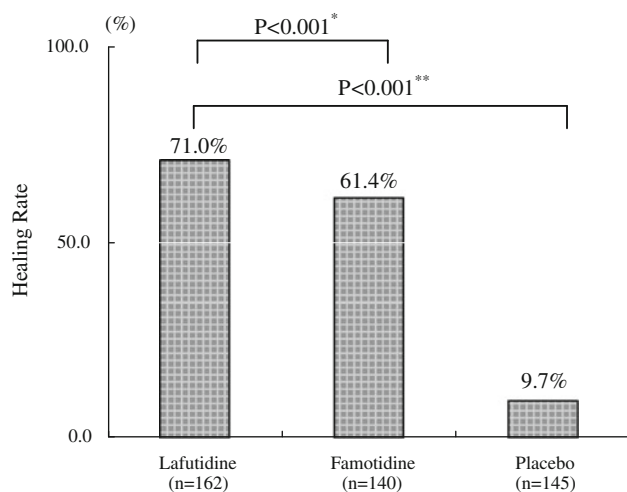 (%)
100.0
P<0.001*
P<0.001**
71.0%
61.4%
50.0
Healing Rate
9.7%
0.0
Lafutidine Famotidine Placebo
(n=162) (n=140) (n=145)